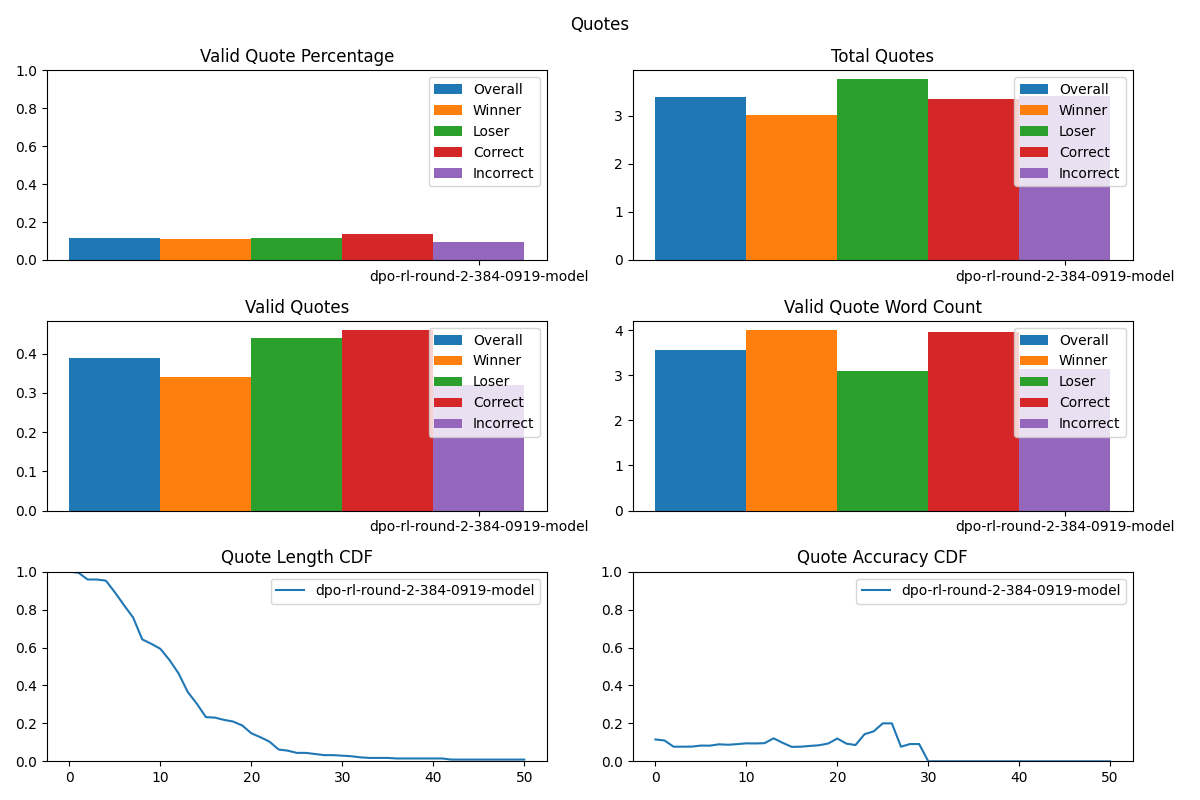 Quotes
Valid Quote Percentage
1.0
0.8
0.6
0.4
0.2
0.0
Overall
Winner
Loser
Correct
Incorrect
dpo-rl-round-2-384-0919-model
Total Quotes
3
2
1
0
Overall
Winner
Loser
Correct
Incorrect
dpo-rl-round-2-384-0919-model
Valid Quotes
0.4
0.3
0.2
0.1
0.0
Overall
Winner
Loser
Correct
Incorrect
dpo-rl-round-2-384-0919-model
Valid Quote Word Count
4
3
2
1
0
Overall
Winner
Loser
Correct
Incorrect
dpo-rl-round-2-384-0919-model
Quote Length CDF
1.0
0.8
0.6
0.4
0.2
0.0
dpo-rl-round-2-384-0919-model
0 10 20 30 40 50
Quote Accuracy CDF
1.0
0.8
0.6
0.4
0.2
0.0
dpo-rl-round-2-384-0919-model
0 10 20 30 40 50